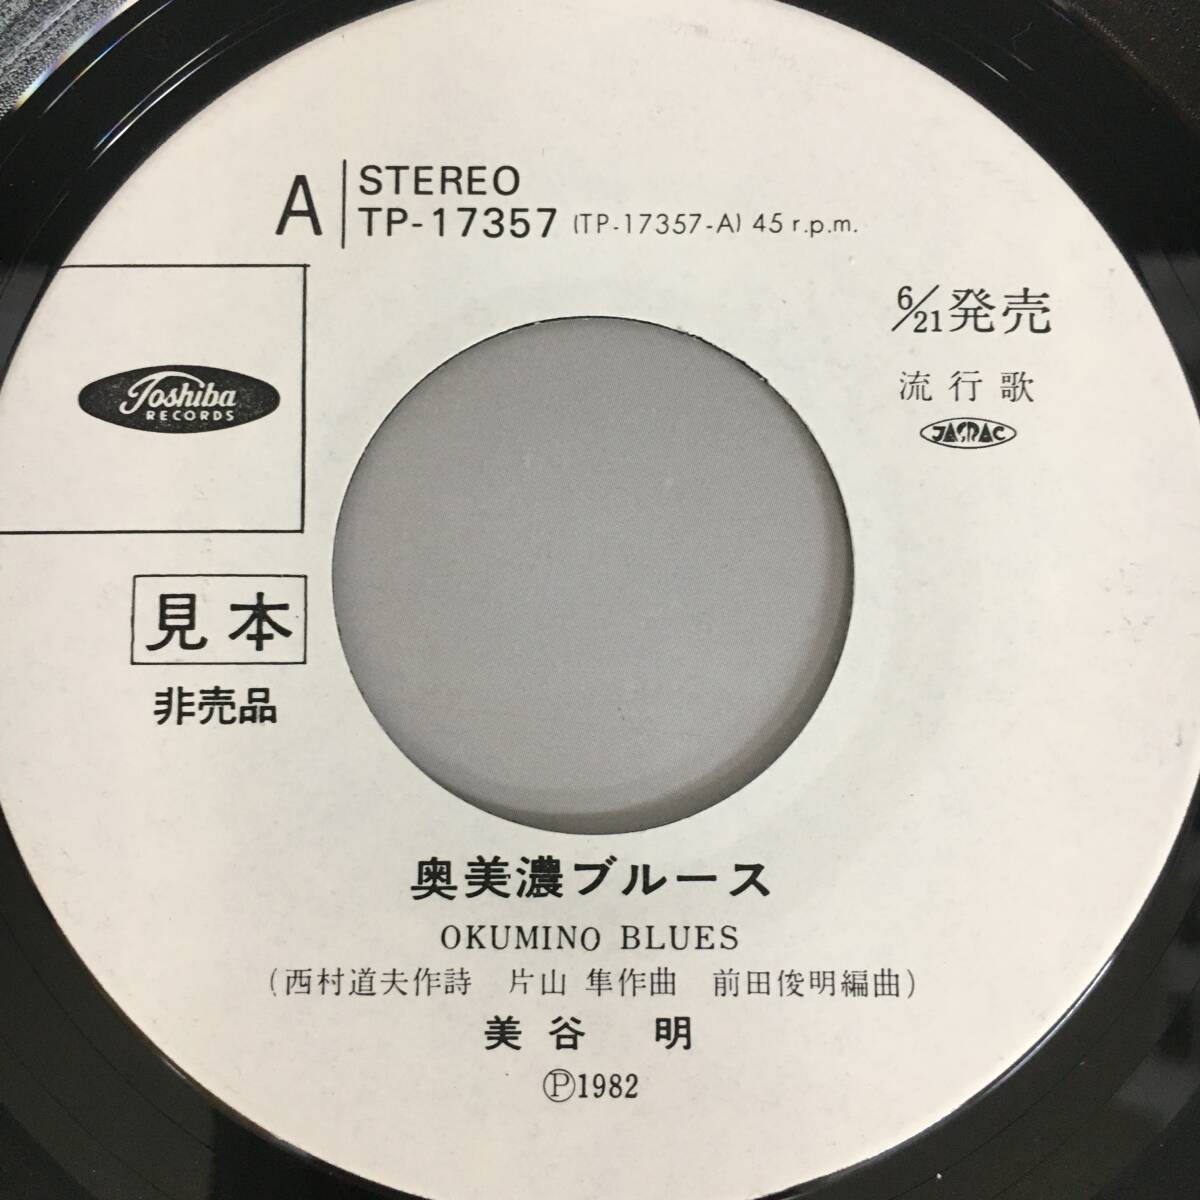 A
STEREO
TP-17357 (TP-17357-A) 45 r.p.m.
6/21発売
流行歌
JASRAC
Toshiba
RECORDS
見本
非売品
奥美濃ブルース
OKUMINO BLUES
(西村道夫作詩 片山 隼作曲 前田俊明編曲)
美谷 明
Ⓟ1982